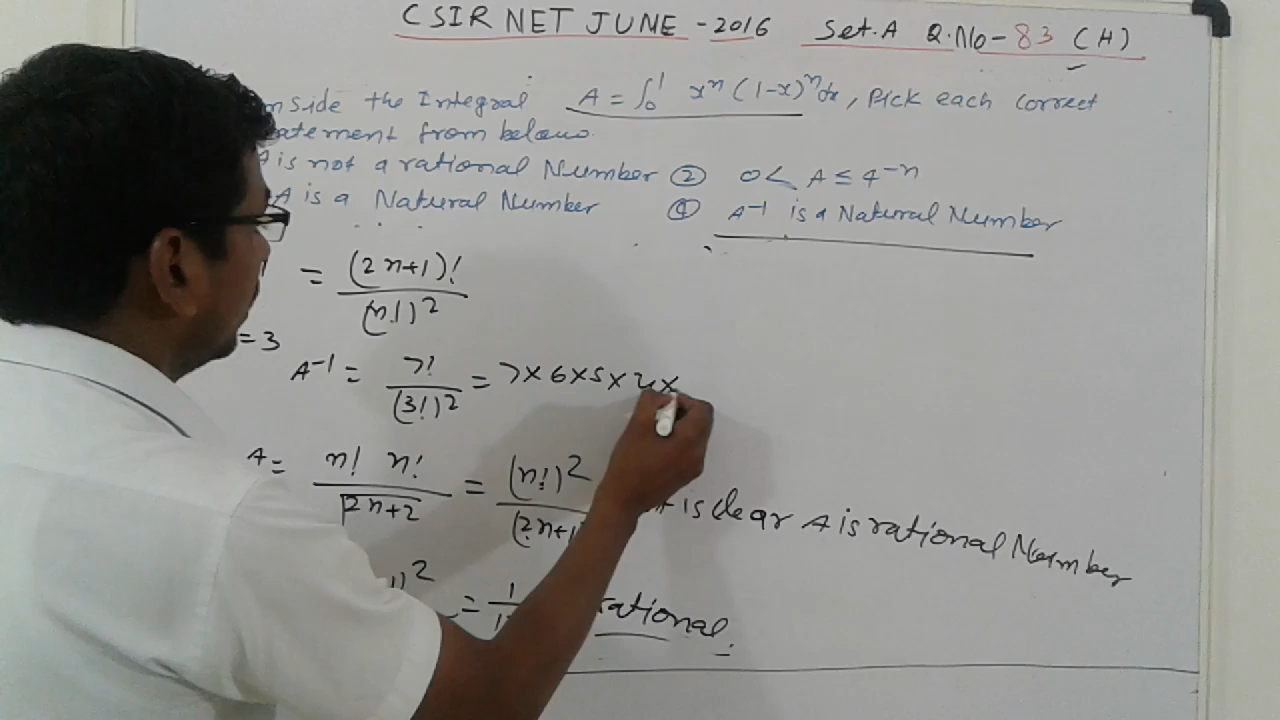 CSIR NET JUNE - 2016 Set.A Q.No- 83 (H)
nside the Integral A = ∫₀¹ xⁿ (1-x)ⁿ dx, Pick each correct
atement from below.
A is not a rational Number ② 0 < A ≤ 4⁻ⁿ
A is a Natural Number ④ A⁻¹ is a Natural Number
= (2n+1)! / (n!)²
= 3
A⁻¹ = 7! / (3!)² = 7×6×5×4×
A = n! n! / Γ2n+2 = (n!)² / (2n+1 is clear A is rational Number
)² = 1/ rational.